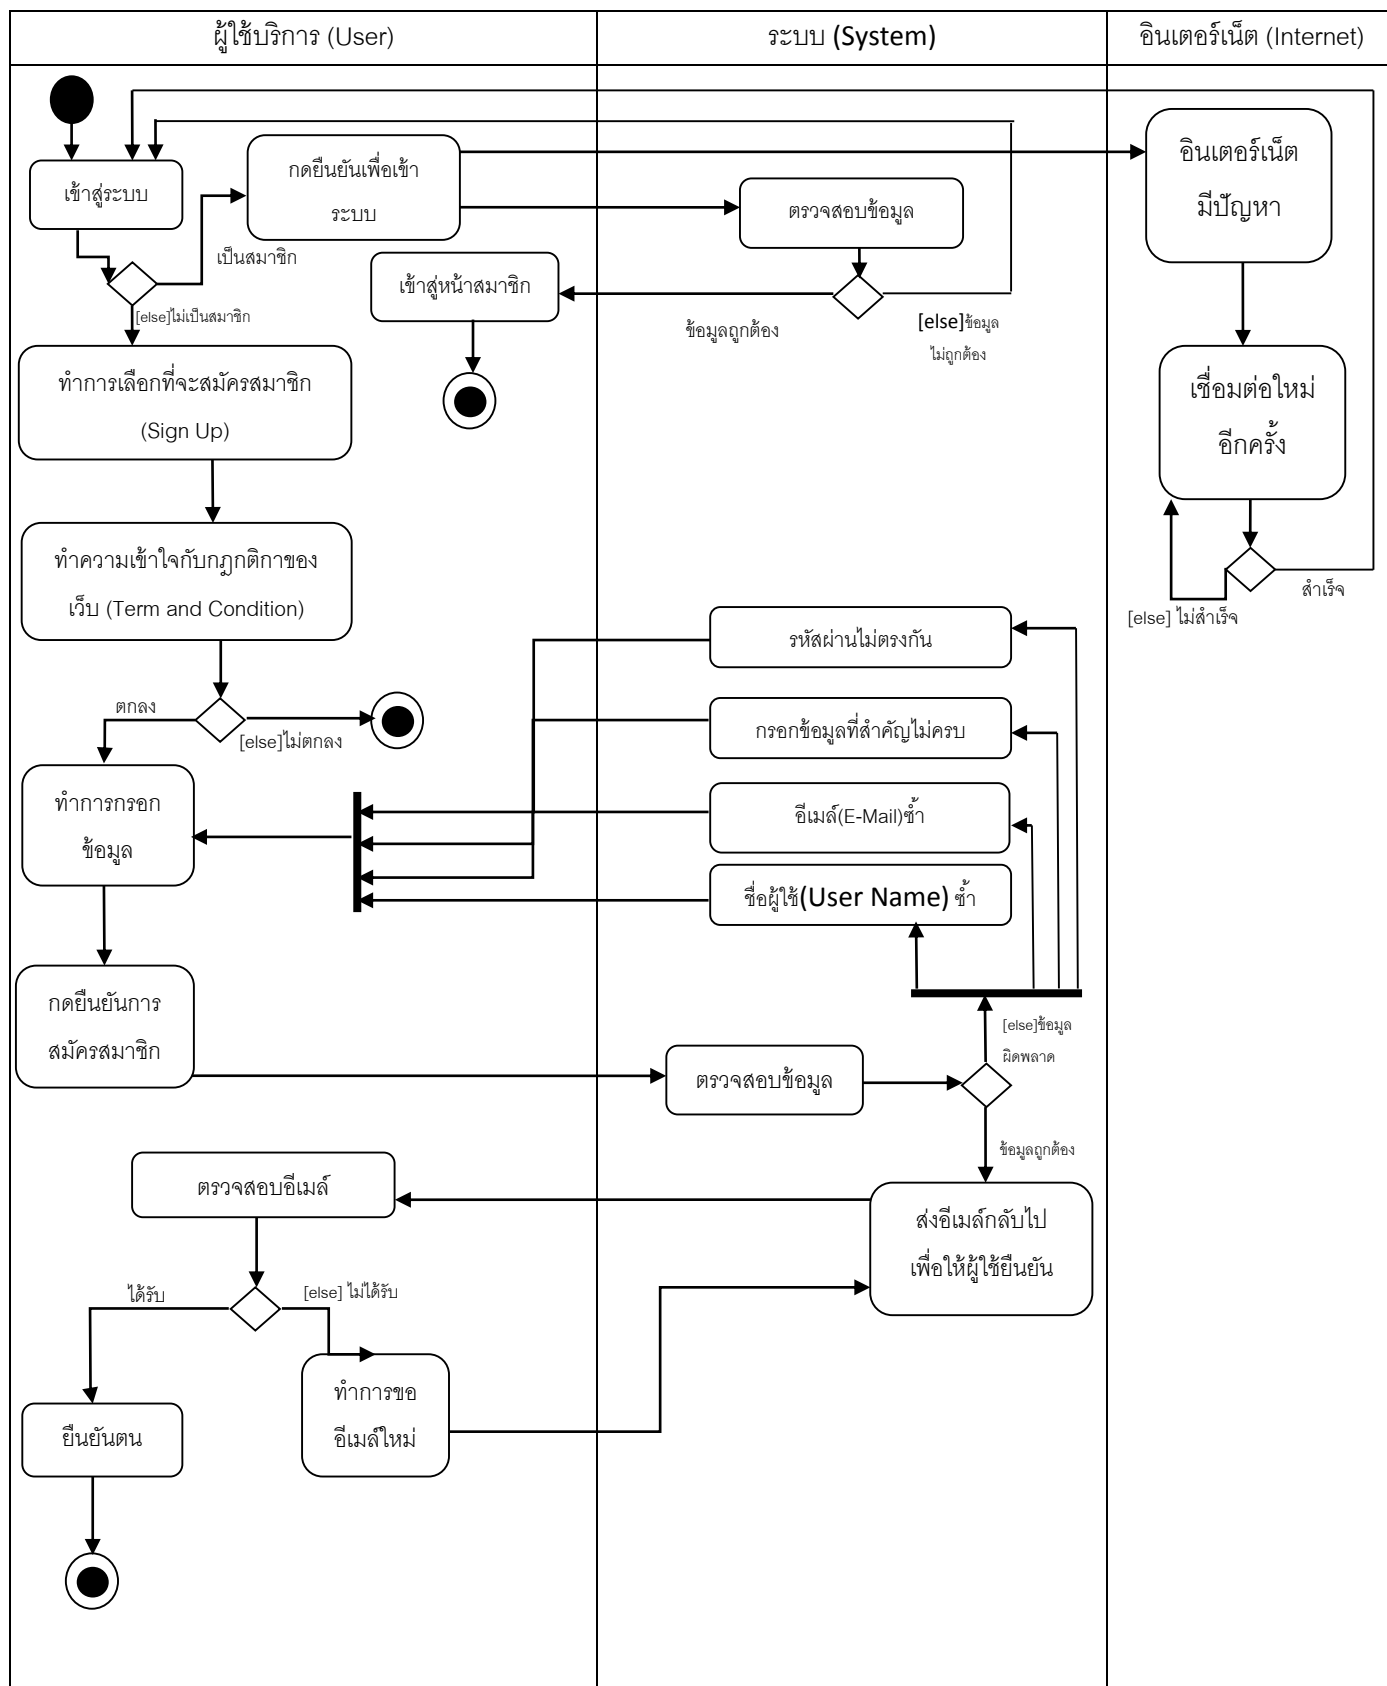 ผู้ใช้บริการ (User)
ระบบ (System)
อินเตอร์เน็ต (Internet)
เข้าสู่ระบบ
กดยืนยันเพื่อเข้า
ระบบ
ตรวจสอบข้อมูล
อินเตอร์เน็ต
มีปัญหา
เป็นสมาชิก
เข้าสู่หน้าสมาชิก
[else]ไม่เป็นสมาชิก
ข้อมูลถูกต้อง
[else]ข้อมูล
ไม่ถูกต้อง
ทำการเลือกที่จะสมัครสมาชิก
(Sign Up)
เชื่อมต่อใหม่
อีกครั้ง
ทำความเข้าใจกับกฎกติกาของ
เว็บ (Term and Condition)
สำเร็จ
[else] ไม่สำเร็จ
รหัสผ่านไม่ตรงกัน
ตกลง
[else]ไม่ตกลง
กรอกข้อมูลที่สำคัญไม่ครบ
ทำการกรอก
ข้อมูล
อีเมล์(E-Mail)ซ้ำ
ชื่อผู้ใช้(User Name) ซ้ำ
กดยืนยันการ
สมัครสมาชิก
[else]ข้อมูล
ผิดพลาด
ตรวจสอบข้อมูล
ข้อมูลถูกต้อง
ตรวจสอบอีเมล์
ส่งอีเมล์กลับไป
เพื่อให้ผู้ใช้ยืนยัน
ได้รับ
[else] ไม่ได้รับ
ทำการขอ
อีเมล์ใหม่
ยืนยันตน